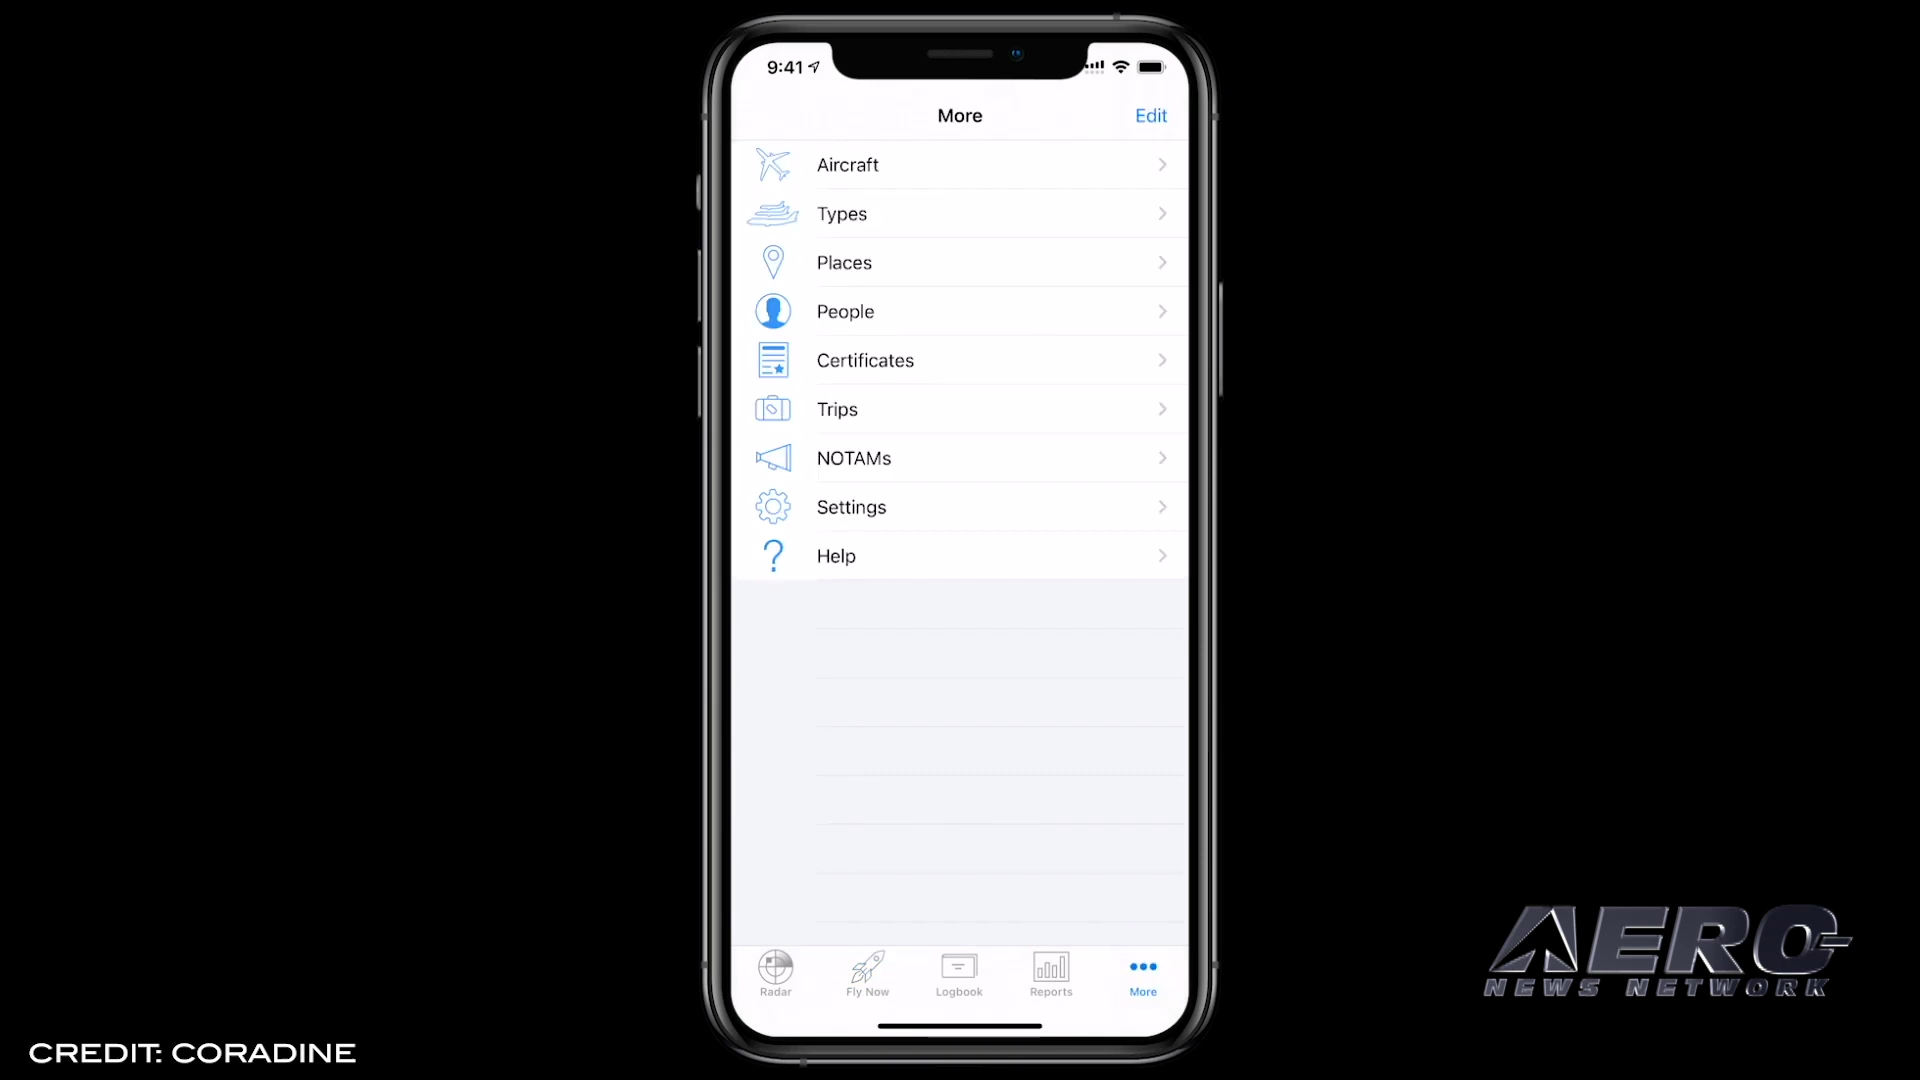 9:41
More
Edit
Aircraft
Types
Places
People
Certificates
Trips
NOTAMs
Settings
Help
Radar
Fly Now
Logbook
Reports
More
AERO
NEWS NETWORK
CREDIT: CORADINE